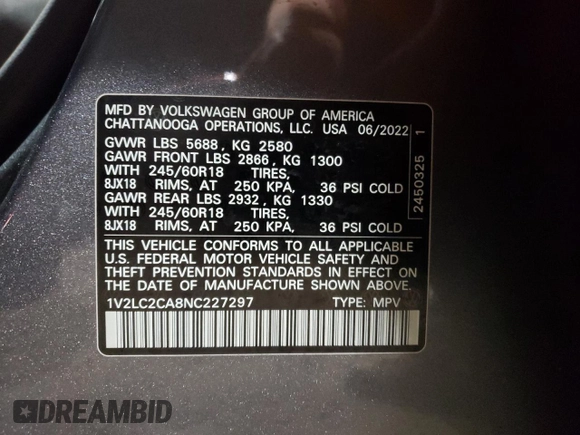 MFD BY VOLKSWAGEN GROUP OF AMERICA
CHATTANOOGA OPERATIONS, LLC. USA 06/2022
GVWR LBS 5688 , KG 2580
GAWR FRONT LBS 2866 , KG 1300
WITH 245/60R18 TIRES,
8JX18 RIMS, AT 250 KPA, 36 PSI COLD
GAWR REAR LBS 2932 , KG 1330
WITH 245/60R18 TIRES,
8JX18 RIMS, AT 250 KPA, 36 PSI COLD
THIS VEHICLE CONFORMS TO ALL APPLICABLE
U.S. FEDERAL MOTOR VEHICLE SAFETY AND
THEFT PREVENTION STANDARDS IN EFFECT ON
THE DATE OF MANUFACTURE SHOWN ABOVE.
1V2LC2CA8NC227297 TYPE: MPV
2450325 1
DREAMBID